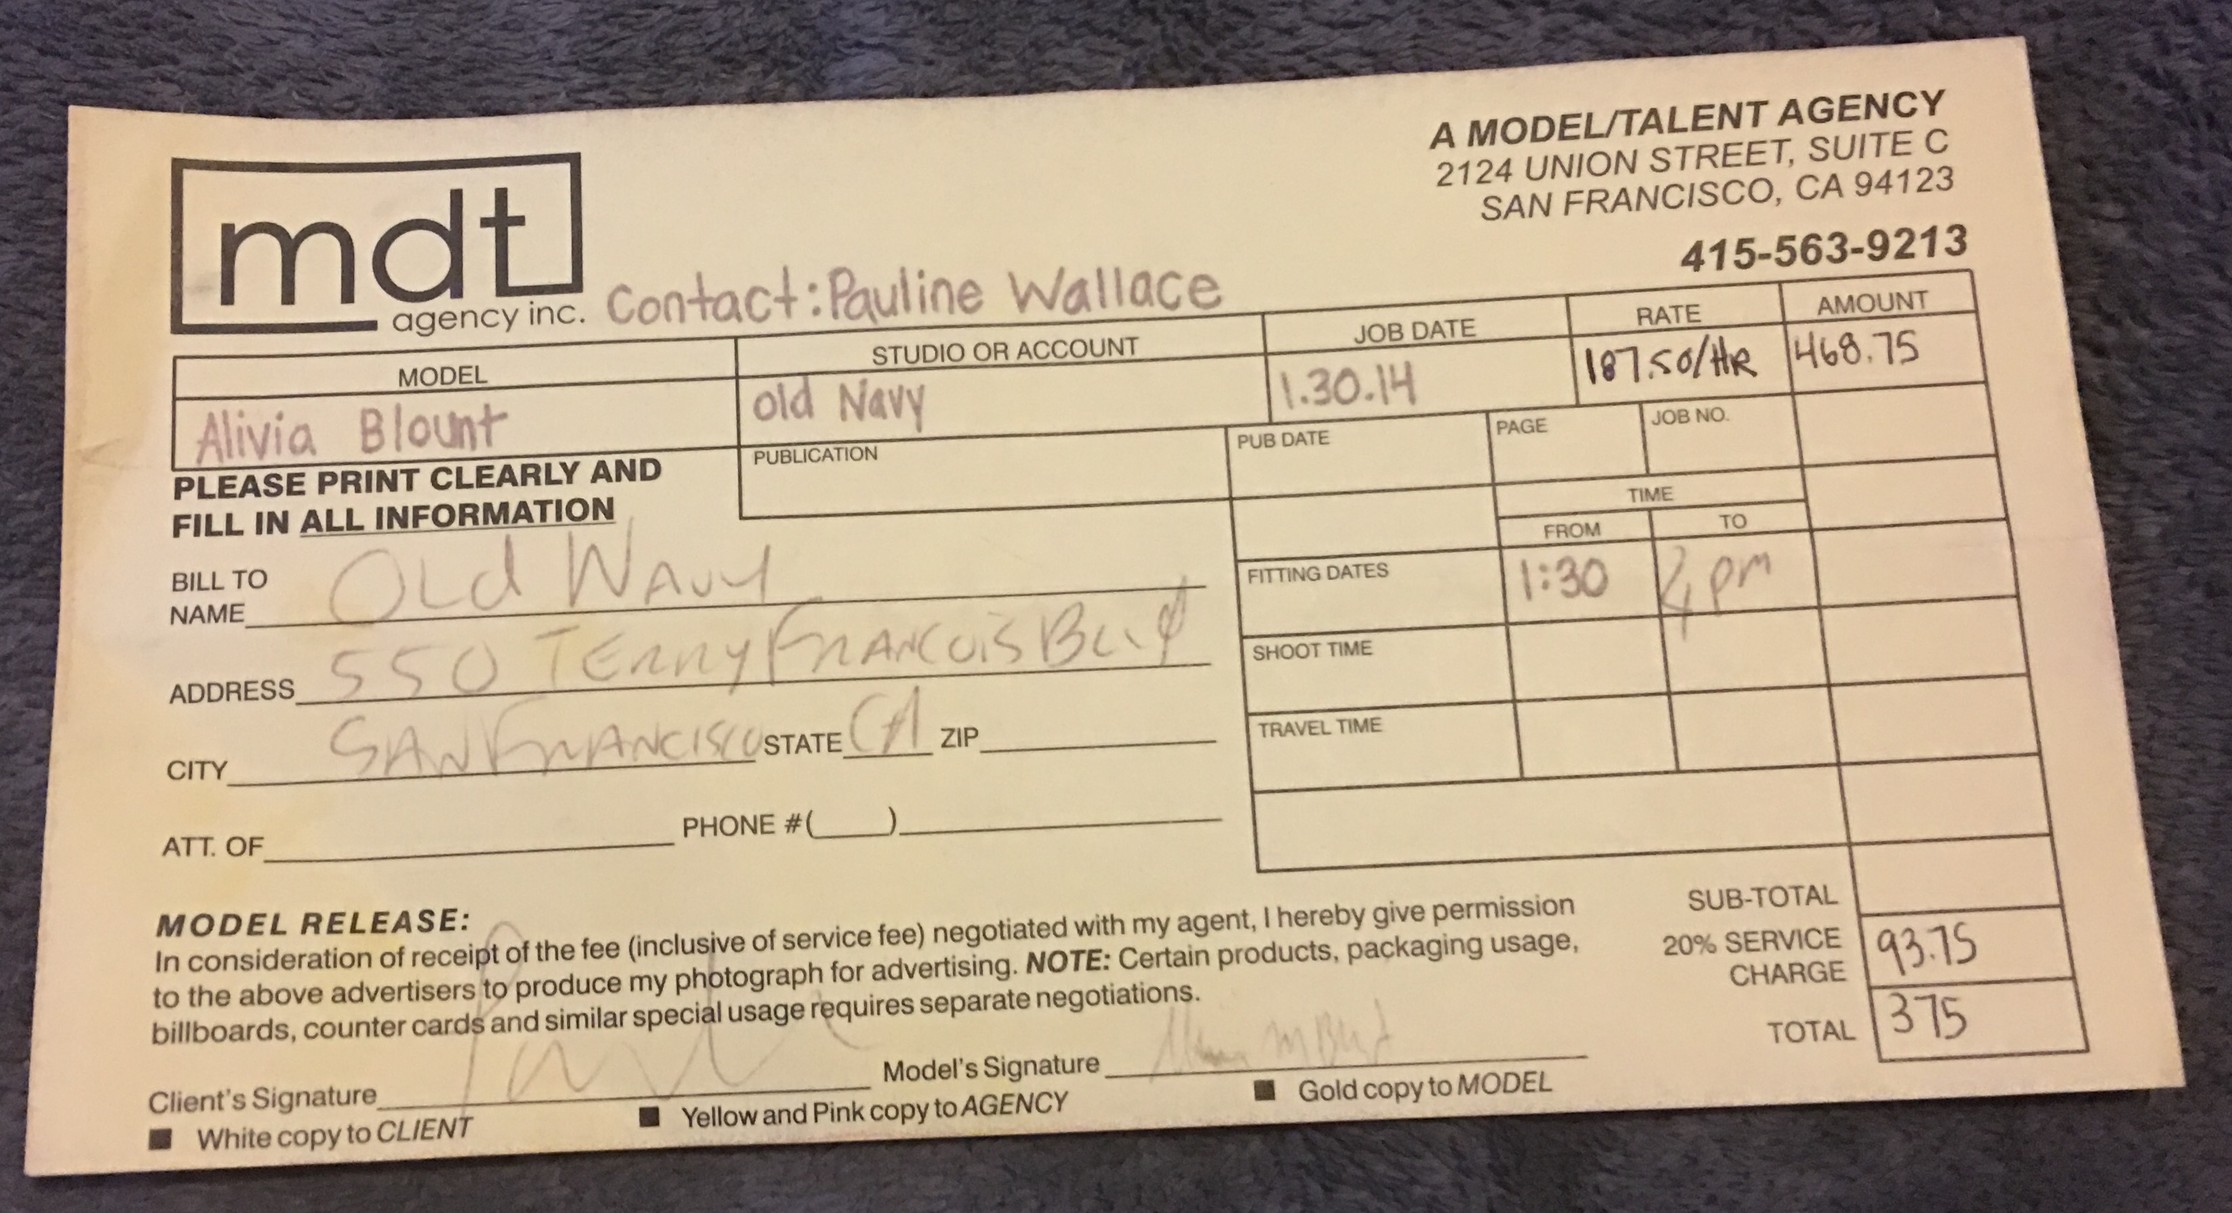 mdt
agency inc.
A MODEL/TALENT AGENCY
2124 UNION STREET, SUITE C
SAN FRANCISCO, CA 94123
415-563-9213
Contact: Pauline Wallace
MODEL
STUDIO OR ACCOUNT
JOB DATE
RATE
AMOUNT
Alivia Blount
old Navy
1.30.14
187.50/HR
468.75
PUBLICATION
PUB DATE
PAGE
JOB NO.
PLEASE PRINT CLEARLY AND
FILL IN ALL INFORMATION
TIME
FROM
TO
BILL TO
NAME Old Navy
FITTING DATES
1:30
4 pm
ADDRESS 550 Terry Francois Blvd
SHOOT TIME
CITY San Francisco STATE CA ZIP
TRAVEL TIME
ATT. OF PHONE #( )
MODEL RELEASE:
In consideration of receipt of the fee (inclusive of service fee) negotiated with my agent, I hereby give permission
to the above advertisers to produce my photograph for advertising. NOTE: Certain products, packaging usage,
billboards, counter cards and similar special usage requires separate negotiations.
SUB-TOTAL
20% SERVICE
CHARGE
93.75
TOTAL
375
Client's Signature
Model's Signature
■ White copy to CLIENT
■ Yellow and Pink copy to AGENCY
■ Gold copy to MODEL